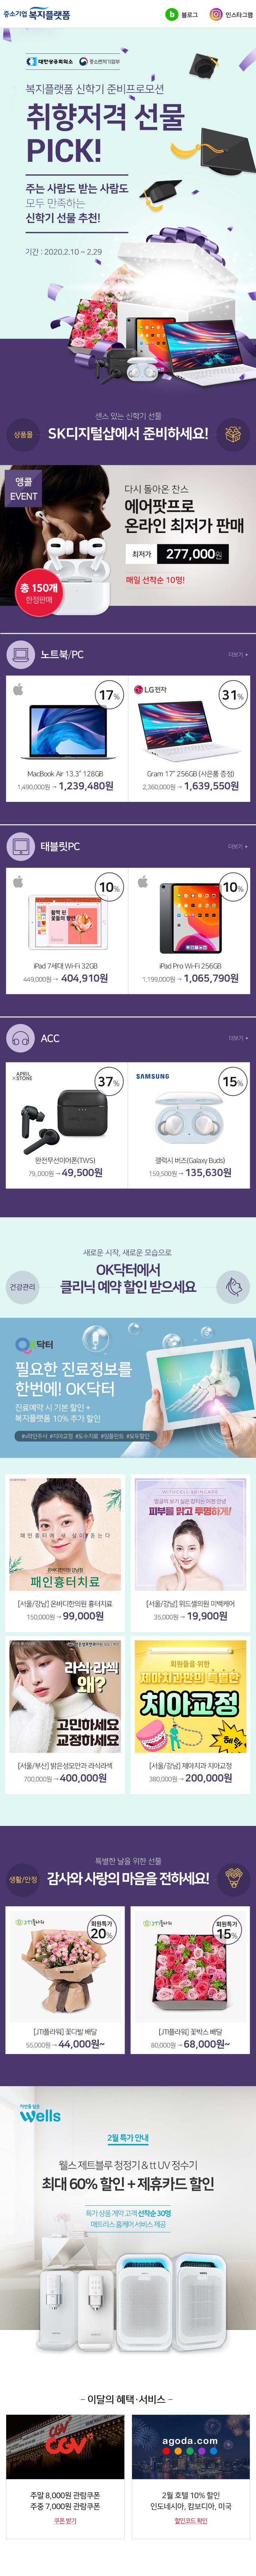 중소기업 복지플랫폼
블로그
인스타그램
대한상공회의소
중소벤처기업부
복지플랫폼 신학기 준비프로모션
취향저격 선물
PICK!
주는 사람도 받는 사람도
모두 만족하는
신학기 선물 추천!
기간 : 2020.2.10 ~ 2.29
상품몰
센스 있는 신학기 선물
SK디지털샵에서 준비하세요!
앵콜
EVENT
다시 돌아온 찬스
에어팟프로
온라인 최저가 판매
최저가 277,000원
매일 선착순 10명!
총 150개
한정판매
노트북/PC
더보기 +
17%
MacBook Air 13.3" 128GB
1,490,000원 → 1,239,480원
LG전자
31%
Gram 17" 256GB (사은품 증정)
2,360,000원 → 1,639,550원
태블릿PC
더보기 +
10%
iPad 7세대 Wi-Fi 32GB
449,000원 → 404,910원
10%
iPad Pro Wi-Fi 256GB
1,199,000원 → 1,065,790원
ACC
더보기 +
APRIL
×STONE
37%
완전무선이어폰(TWS)
79,000원 → 49,500원
SAMSUNG
15%
갤럭시 버즈(Galaxy Buds)
159,500원 → 135,630원
건강관리
새로운 시작, 새로운 모습으로
OK닥터에서
클리닉 예약 할인 받으세요
OK닥터
필요한 진료정보를
한번에! OK닥터
진료예약 시 기본 할인 +
복지플랫폼 10% 추가 할인
#치아교정 #도수치료 #임플란트 #모두할인
패인흉터에 새 살이 돋는다
패인흉터치료
[서울/강남] 온바디한의원 흉터치료
150,000원 → 99,000원
WITHCELL SKINCARE
피부를 맑고 투명하게!
[서울/강남] 위드셀의원 미백케어
35,000원 → 19,900원
라식 라섹
왜?
고민하세요
교정하세요
[서울/부산] 밝은성모안과 라식라섹
700,000원 → 400,000원
회원들을 위한
제아치과만의 특별함
치아교정
[서울/강남] 제아치과 치아교정
380,000원 → 200,000원
생활/안정
특별한 날을 위한 선물
감사와 사랑의 마음을 전하세요!
회원특가
20%
[JT플라워] 꽃다발 배달
55,000원 → 44,000원~
회원특가
15%
[JT플라워] 꽃박스 배달
80,000원 → 68,000원~
Wells
2월 특가 안내
웰스 제트블루 청정기 & tt UV 정수기
최대 60% 할인 + 제휴카드 할인
특가 상품 계약 고객 선착순 30명
매트리스 홈케어 서비스 제공
- 이달의 혜택·서비스 -
CGV
CGV
주말 8,000원 관람쿠폰
주중 7,000원 관람쿠폰
쿠폰 받기
agoda.com
2월 호텔 10% 할인
인도네시아, 캄보디아, 미국
할인코드 확인